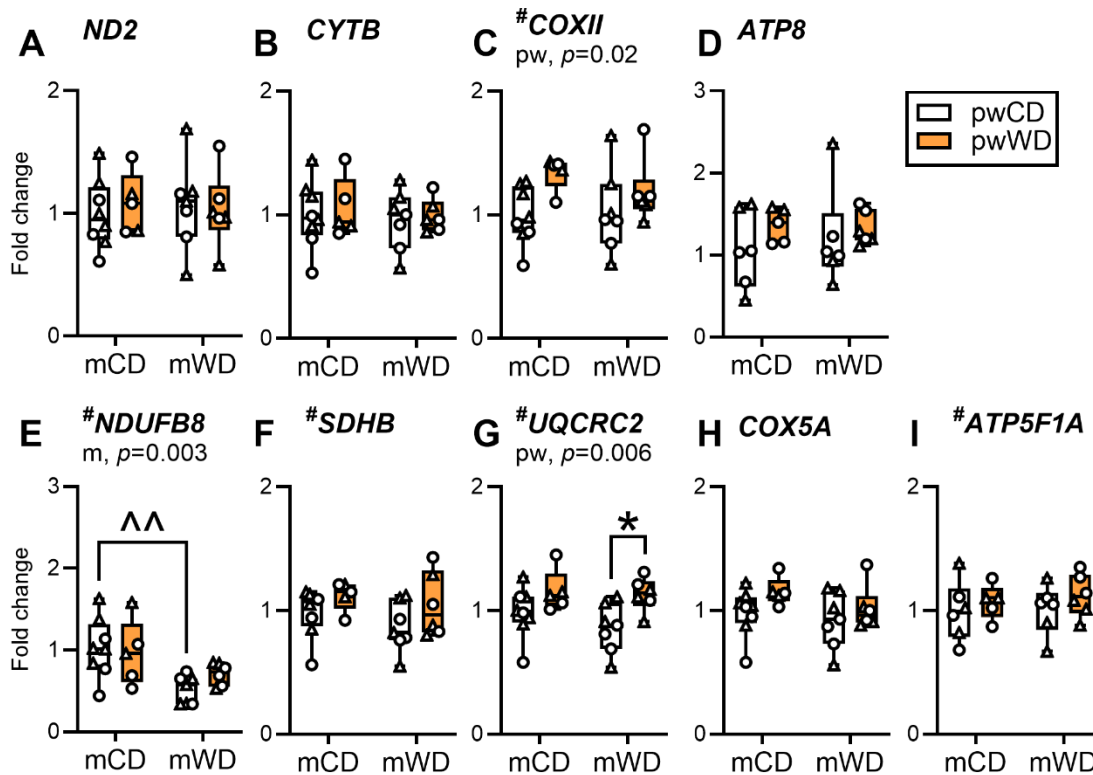 A ND2
B CYTB
C #COXII
pw, p=0.02
D ATP8
pwCD
pwWD
Fold change
2
1
0
mCD mWD
2
1
0
mCD mWD
2
1
0
mCD mWD
3
2
1
0
mCD mWD
E #NDUFB8
m, p=0.003
F #SDHB
G #UQCRC2
pw, p=0.006
H COX5A
I #ATP5F1A
Fold change
3
2
1
0
^^
mCD mWD
2
1
0
mCD mWD
2
1
0
*
mCD mWD
2
1
0
mCD mWD
2
1
0
mCD mWD